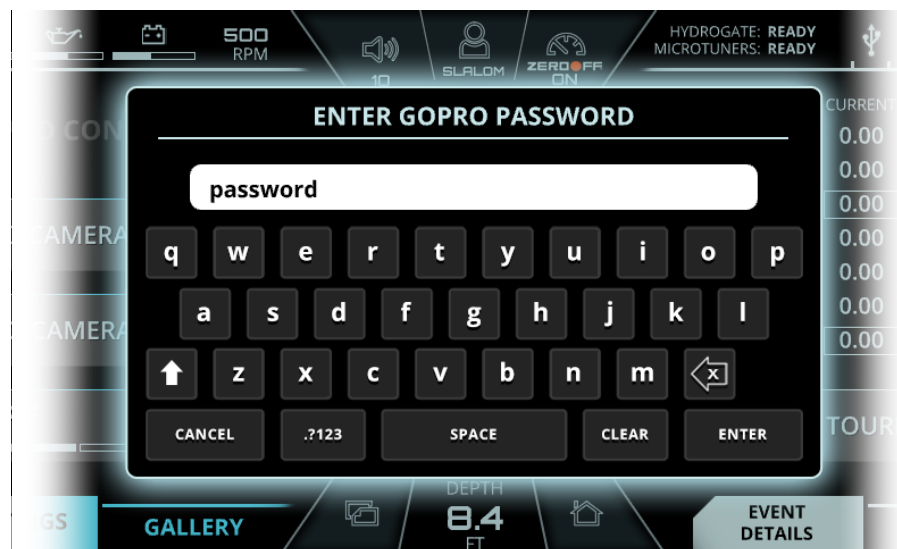 500
RPM
10
SLALOM
ZEROOFF
ON
HYDROGATE: READY
MICROTUNERS: READY
ENTER GOPRO PASSWORD
password
q w e r t y u i o p
a s d f g h j k l
z x c v b n m x
CANCEL .?123 SPACE CLEAR ENTER
CON
CAMERA
CAMERA
CURRENT
0.00
0.00
0.00
0.00
0.00
0.00
0.00
TOUR
GS
GALLERY
DEPTH
8.4
FT
EVENT
DETAILS